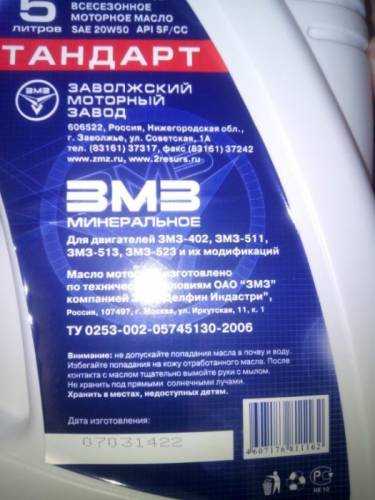 5
ЛИТРОВ
ВСЕСЕЗОННОЕ
МОТОРНОЕ МАСЛО
SAE 20W50 API SF/CC
ТАНДАРТ
ЗМЗ
ЗАВОЛЖСКИЙ
МОТОРНЫЙ
ЗАВОД
606522, Россия, Нижегородская обл.,
г. Заволжье, ул. Советская, 1А
тел. (83161) 37317, факс (83161) 37242
www.zmz.ru, www.2resurs.ru
ЗМЗ
МИНЕРАЛЬНОЕ
Для двигателей ЗМЗ-402, ЗМЗ-511,
ЗМЗ-513, ЗМЗ-523 и их модификаций
Масло изготовлено
по условиям ОАО "ЗМЗ"
компанией Индастри",
Россия, 107497, г. Москва, ул. Иркутская, 11, к. 1
ТУ 0253-002-05745130-2006
Внимание: не допускайте попадания масла в почву и воду.
Избегайте попадания на кожу отработанного масла. После
контакта с маслом тщательно вымойте руки с мылом.
Не хранить под прямыми солнечными лучами.
Хранить в местах, недоступных детям.
Дата изготовления:
07031422
4607176811162